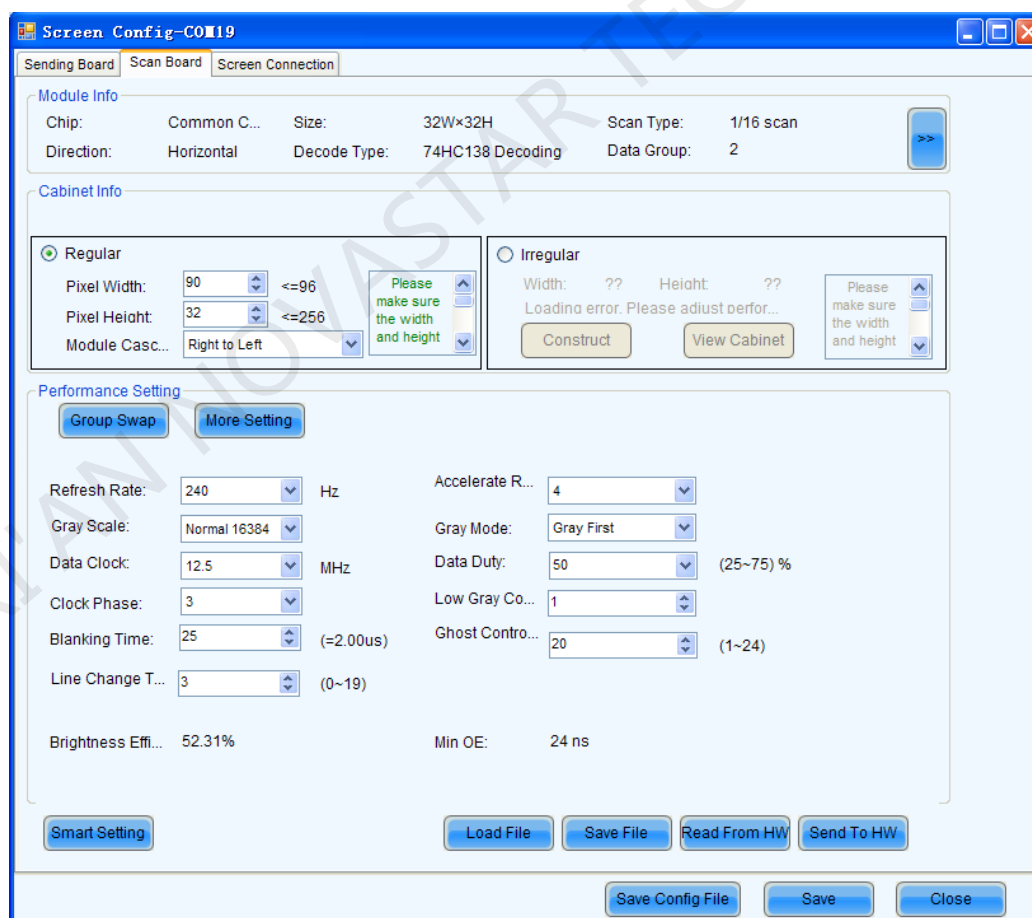 Screen Config-COM19
Sending Board Scan Board Screen Connection
Module Info
Chip: Common C... Size: 32W×32H Scan Type: 1/16 scan
Direction: Horizontal Decode Type: 74HC138 Decoding Data Group: 2
>>
Cabinet Info
Regular
Pixel Width: 90 <=96
Pixel Height: 32 <=256
Module Casc... Right to Left
Please
make sure
the width
and height
Irregular
Width: ?? Height: ??
Loading error. Please adjust perfor...
Construct View Cabinet
Please
make sure
the width
and height
Performance Setting
Group Swap More Setting
Refresh Rate: 240 Hz Accelerate R... 4
Gray Scale: Normal 16384 Gray Mode: Gray First
Data Clock: 12.5 MHz Data Duty: 50 (25~75) %
Clock Phase: 3 Low Gray Co... 1
Blanking Time: 25 (=2.00us) Ghost Contro... 20 (1~24)
Line Change T... 3 (0~19)
Brightness Effi... 52.31% Min OE: 24 ns
Smart Setting Load File Save File Read From HW Send To HW
Save Config File Save Close
XI'AN NOVASTAR TEC